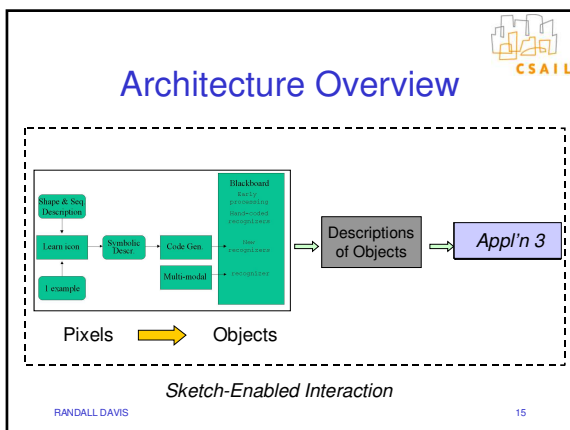 CSAIL
Architecture Overview
Shape & Seq.
Description
Learn icon
1 example
Symbolic
Descr.
Code Gen.
Multi-modal
Blackboard
Early
processing
Hand-coded
recognizers
New
recognizers
recognizer
Descriptions
of Objects
Appl'n 3
Pixels
Objects
Sketch-Enabled Interaction
RANDALL DAVIS
15